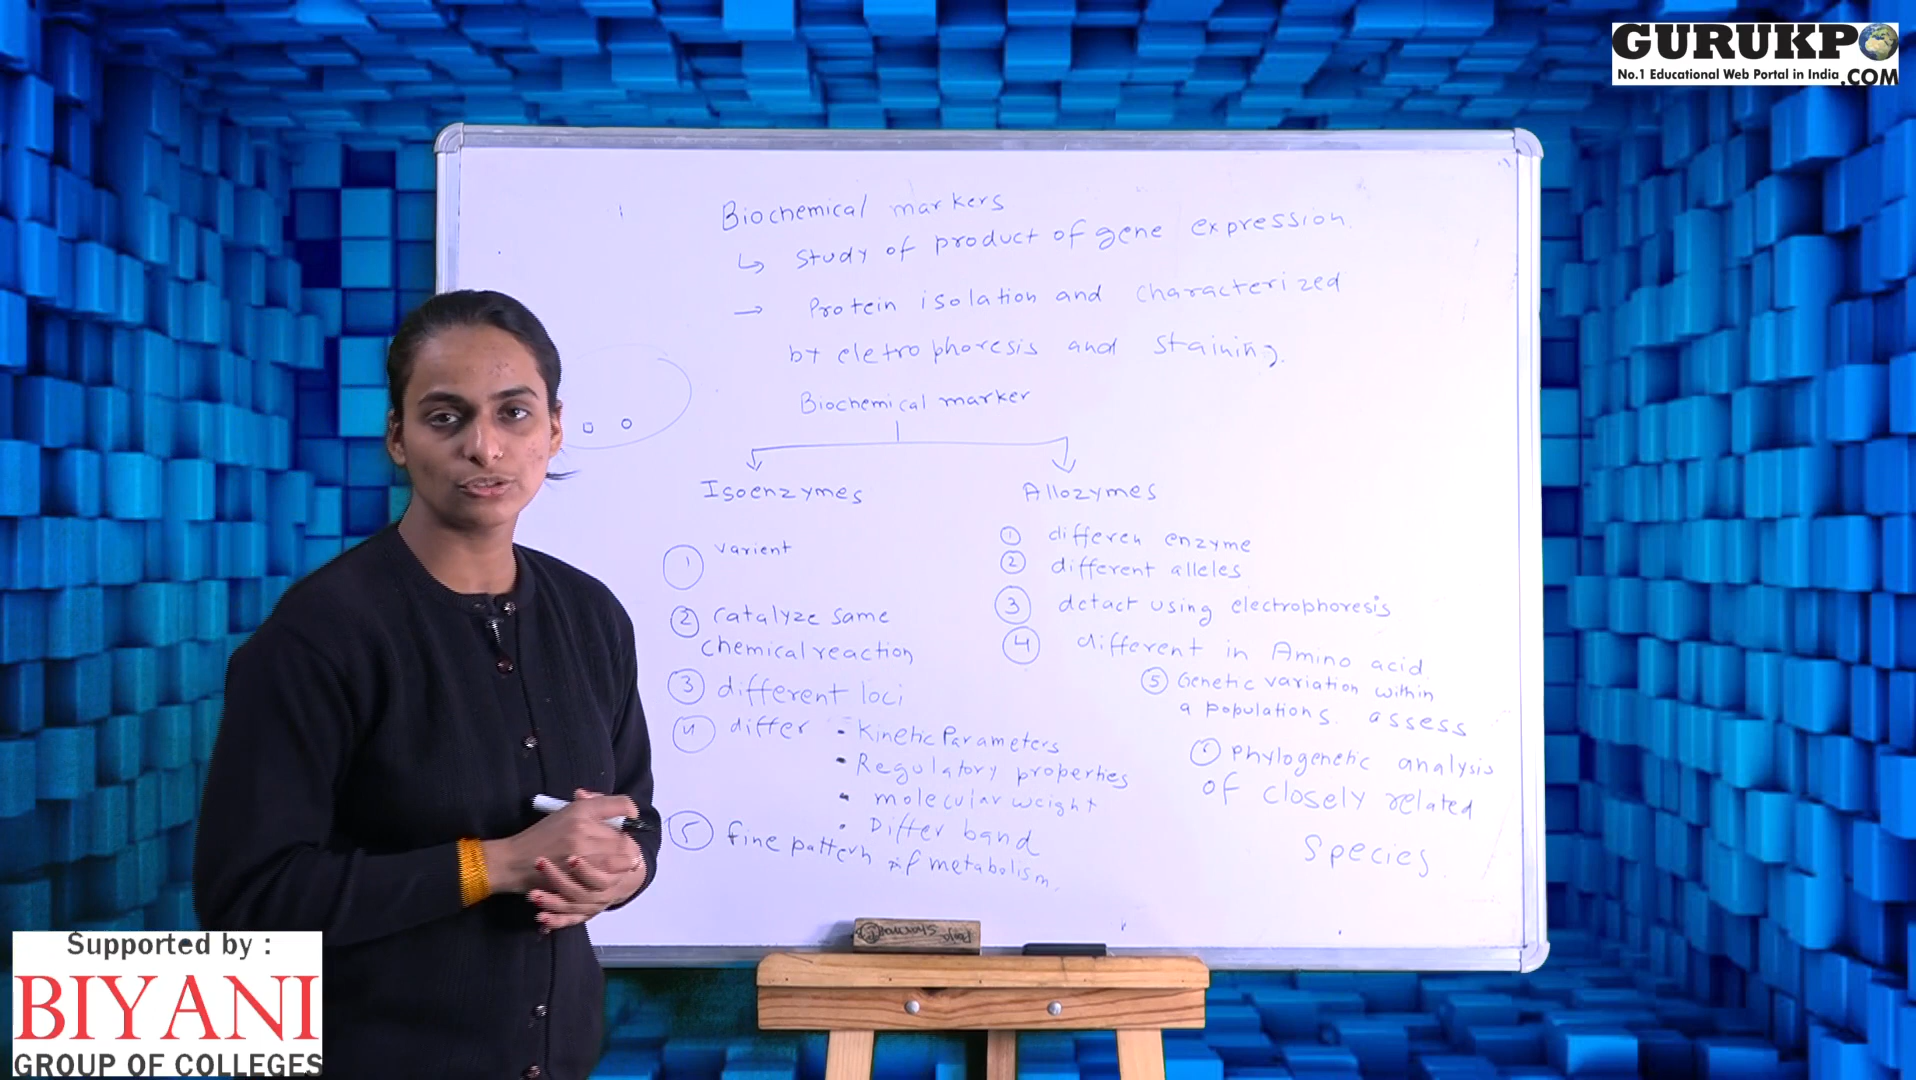 GURUKPO
No.1 Educational Web Portal in India
.COM
Biochemical markers
↳ study of product of gene expression.
→ Protein isolation and characterized
by eletrophoresis and staining.
Biochemical marker
Isoenzymes
① varient
② catalyze same
chemical reaction
③ different loci
④ differ - Kinetic Parameters
- Regulatory properties
- molecular weight
- Differ band
⑤ fine pattern of metabolism.
Allozymes
① differen enzyme
② different alleles
③ detact using electrophoresis
④ different in Amino acid
⑤ Genetic variation within
a populations. assess
⑥ Phylogenetic analysis
of closely related
species.
Supported by :
BIYANI
GROUP OF COLLEGES